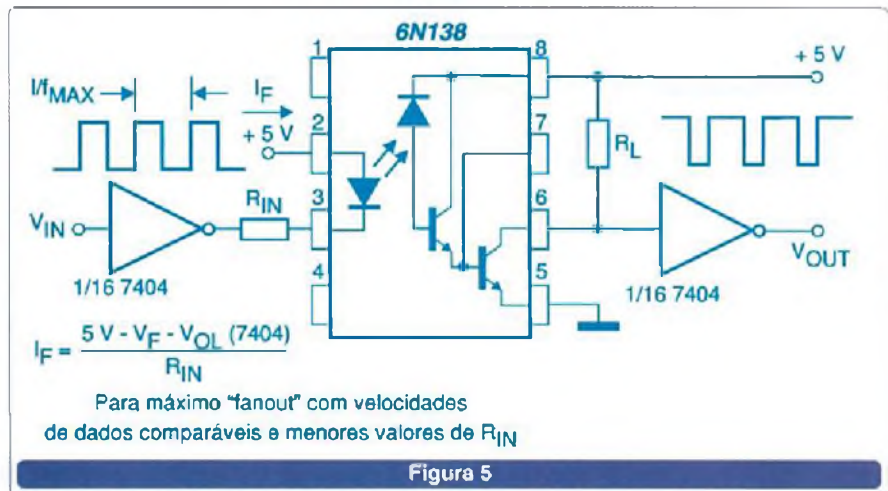 6N138
1
8
+ 5 V
I/fMAX
IF
+ 5 V
2
7
RL
RIN
VIN
3
6
VOUT
4
5
1/16 7404
1/16 7404
IF = 5 V - VF - VOL (7404)
RIN
Para máximo "fanout" com velocidades
de dados comparáveis e menores valores de RIN
Figura 5